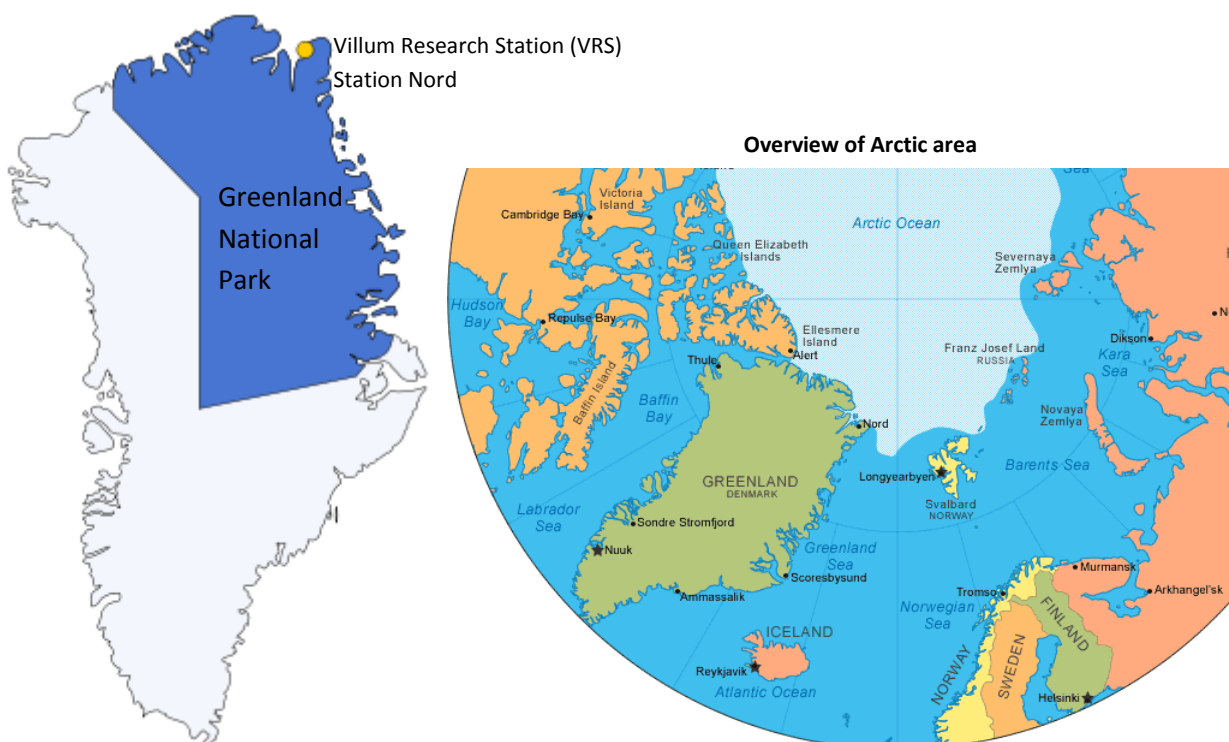 Villum Research Station (VRS)
Station Nord
Greenland
National
Park
Overview of Arctic area
Victoria
Island
Cambridge Bay
Arctic Ocean
Sea
Queen Elizabeth
Islands
Severnaya
Zemlya
Hudson
Bay
Repulse Bay
Ellesmere
Island
Alert
Thule
Franz Josef Land
RUSSIA
Dikson
Kara
Sea
N
Baffin Island
Baffin
Bay
Nord
Novaya
Zemlya
Barents Sea
GREENLAND
DENMARK
Longyearbyen
Svalbard
NORWAY
Labrador
Sea
Sondre Stromfjord
Nuuk
Greenland
Sea
Scoresbysund
Ammassalik
Murmansk
Tromso
Arkhangel'sk
Norwegian
Sea
FINLAND
ICELAND
Reykjavik
Atlantic Ocean
NORWAY
SWEDEN
Helsinki